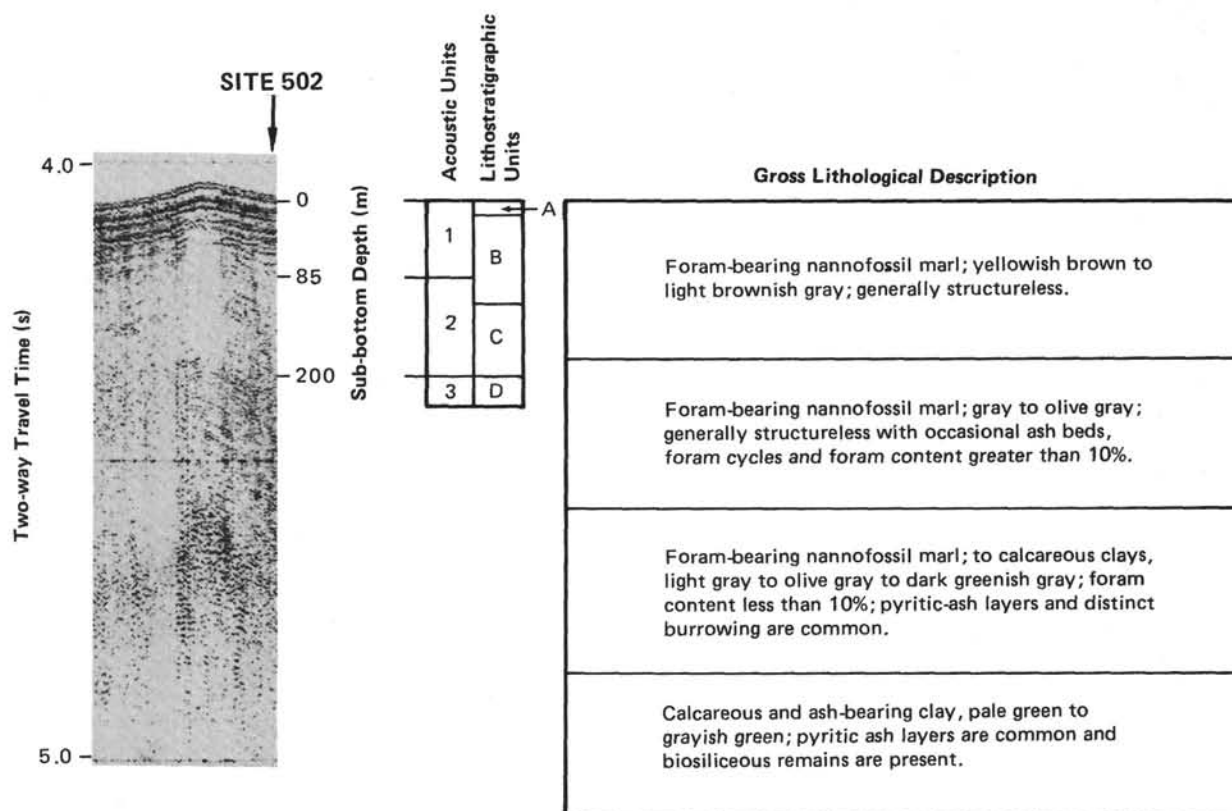 SITE 502
Acoustic Units
Lithostratigraphic
Units
4.0
0
85
200
5.0
Two-way Travel Time (s)
Sub-bottom Depth (m)
1
2
3
A
B
C
D
Gross Lithological Description
Foram-bearing nannofossil marl; yellowish brown to
light brownish gray; generally structureless.
Foram-bearing nannofossil marl; gray to olive gray;
generally structureless with occasional ash beds,
foram cycles and foram content greater than 10%.
Foram-bearing nannofossil marl; to calcareous clays,
light gray to olive gray to dark greenish gray; foram
content less than 10%; pyritic-ash layers and distinct
burrowing are common.
Calcareous and ash-bearing clay, pale green to
grayish green; pyritic ash layers are common and
biosiliceous remains are present.